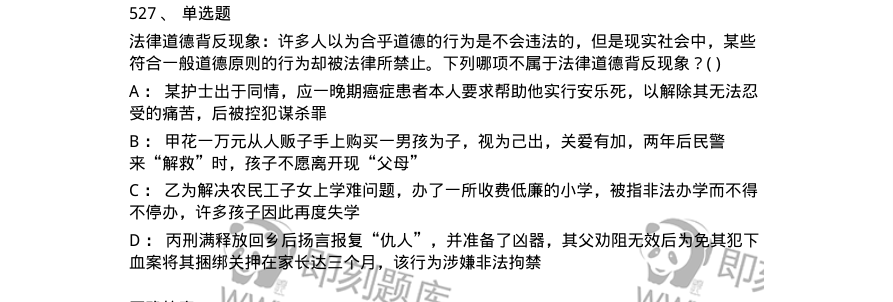 527 、 单选题
法律道德背反现象：许多人以为合乎道德的行为是不会违法的，但是现实社会中，某些
符合一般道德原则的行为却被法律所禁止。下列哪项不属于法律道德背反现象？( )
A ： 某护士出于同情，应一晚期癌症患者本人要求帮助他实行安乐死，以解除其无法忍
受的痛苦，后被控犯谋杀罪
B ： 甲花一万元从人贩子手上购买一男孩为子，视为己出，关爱有加，两年后民警
来“解救”时，孩子不愿离开现“父母”
C ： 乙为解决农民工子女上学难问题，办了一所收费低廉的小学，被指非法办学而不得
不停办，许多孩子因此再度失学
D ： 丙刑满释放回乡后扬言报复“仇人”，并准备了凶器，其父劝阻无效后为免其犯下
血案将其捆绑关押在家长达三个月，该行为涉嫌非法拘禁
即刻题库
即刻